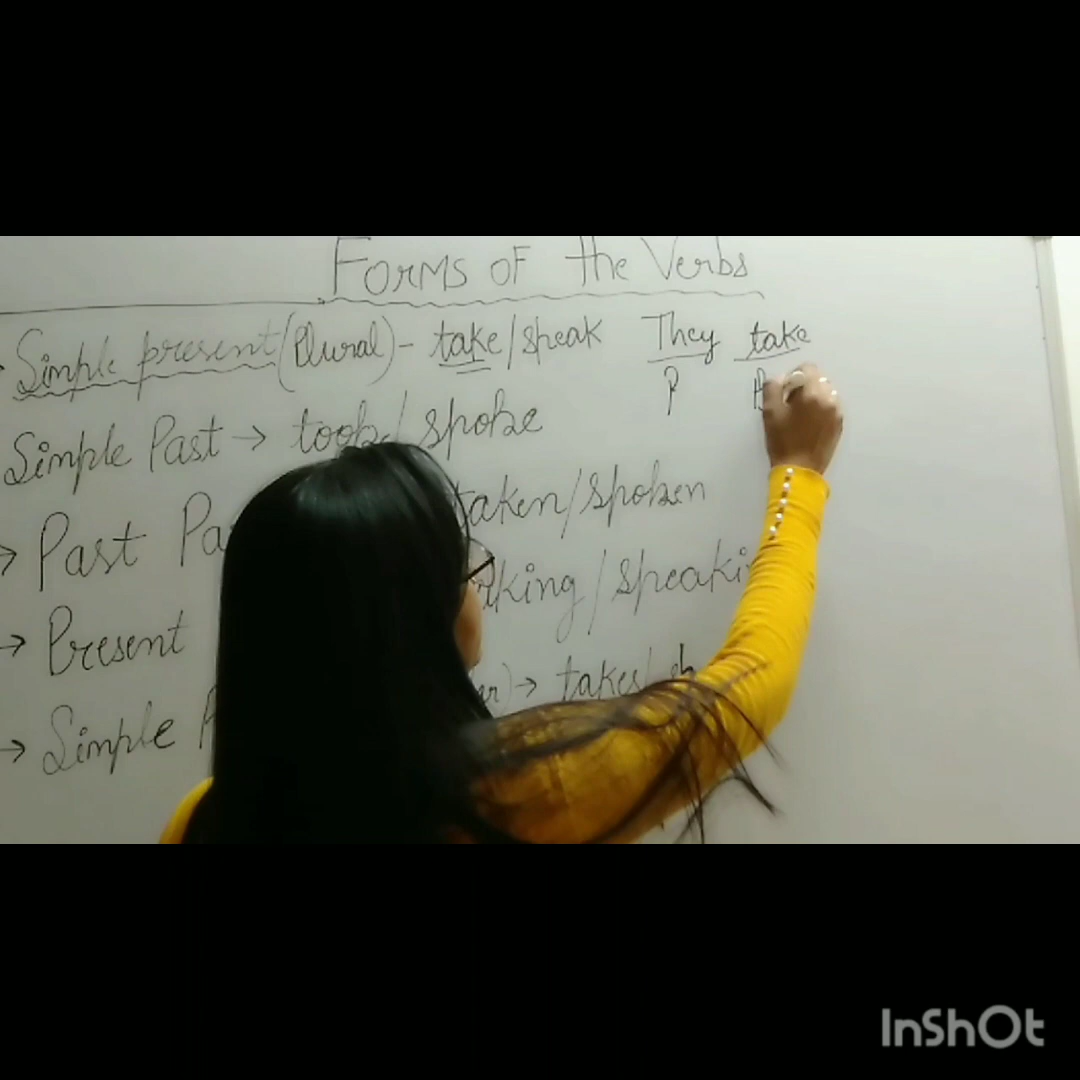 Forms of the Verbs
Simple present (Plural) - take/speak They take
P
Simple Past → took/spoke
→ Past taken/spoken
→ Present /speaking
→ Simple → takes/
InShOt